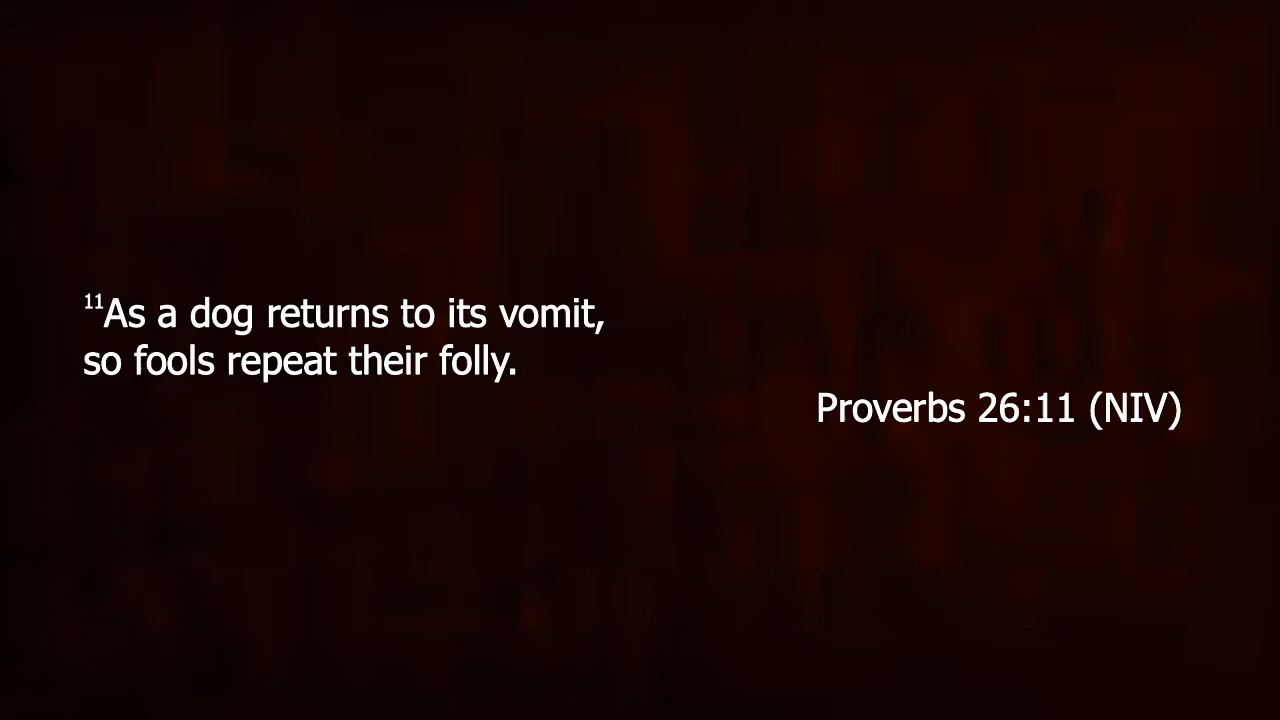 ¹¹As a dog returns to its vomit,
so fools repeat their folly.
Proverbs 26:11 (NIV)